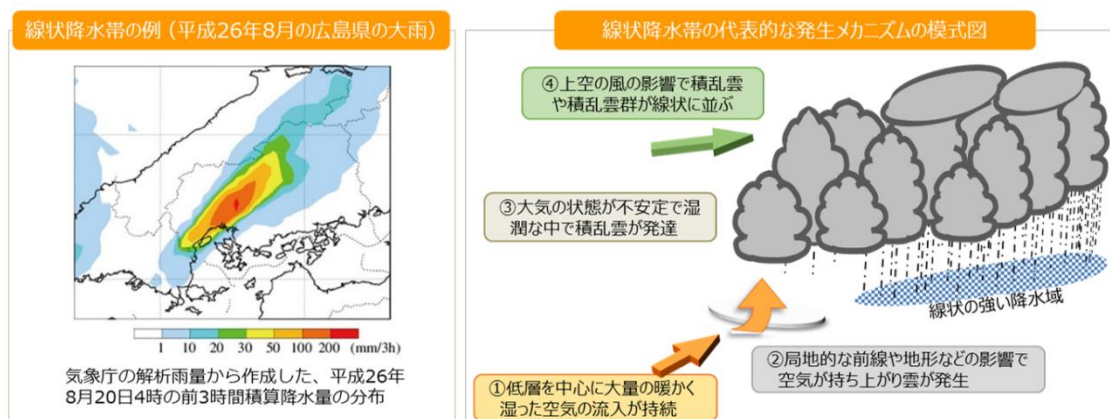 線状降水帯の例（平成26年8月の広島県の大雨）
1 10 20 30 50 100 200 (mm/3h)
気象庁の解析雨量から作成した、平成26年
8月20日4時の前3時間積算降水量の分布
線状降水帯の代表的な発生メカニズムの模式図
④上空の風の影響で積乱雲
や積乱雲群が線状に並ぶ
③大気の状態が不安定で湿
潤な中で積乱雲が発達
線状の強い降水域
②局地的な前線や地形などの影響で
空気が持ち上がり雲が発生
①低層を中心に大量の暖かく
湿った空気の流入が持続